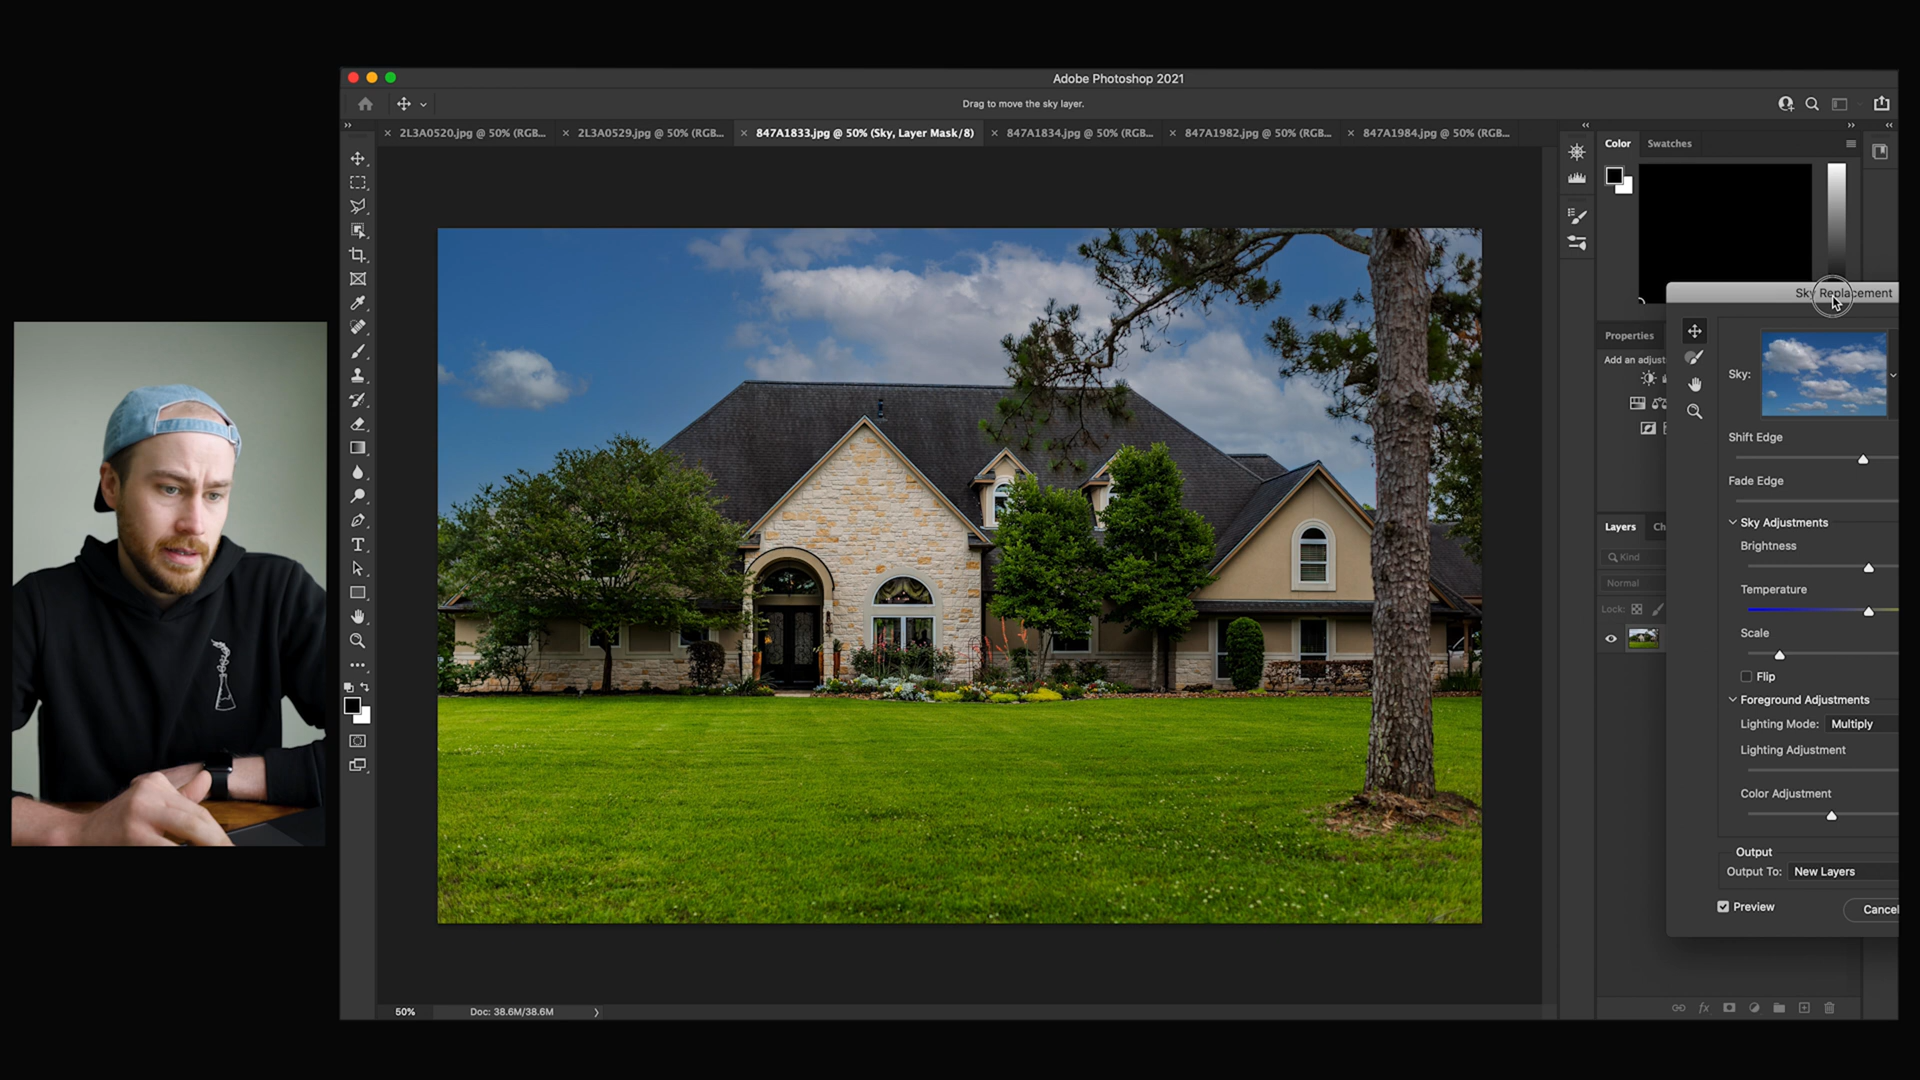 Adobe Photoshop 2021
Drag to move the sky layer.
2L3A0520.jpg @ 50% (RGB...
2L3A0529.jpg @ 50% (RGB...
847A1833.jpg @ 50% (Sky, Layer Mask/8)
847A1834.jpg @ 50% (RGB...
847A1982.jpg @ 50% (RGB...
847A1984.jpg @ 50% (RGB...
Color
Swatches
Sky Replacement
Properties
Add an adjust
Sky:
Shift Edge
Fade Edge
Layers
Ch
Sky Adjustments
Brightness
Kind
Temperature
Normal
Lock:
Scale
Flip
Foreground Adjustments
Lighting Mode: Multiply
Lighting Adjustment
Color Adjustment
Output
Output To: New Layers
Preview
Cancel
50%
Doc: 38.6M/38.6M
fx